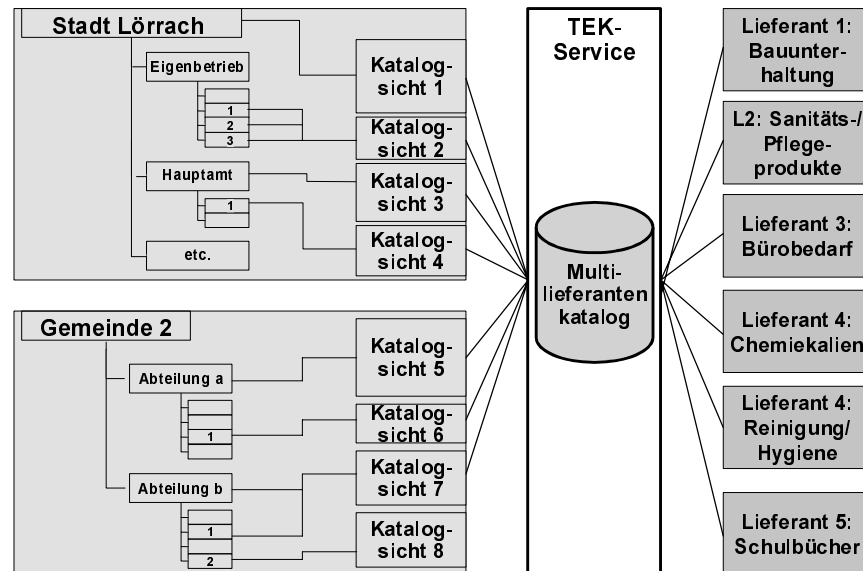 Stadt Lörrach
Eigenbetrieb
1
2
3
Hauptamt
1
etc.
Katalog-
sicht 1
Katalog-
sicht 2
Katalog-
sicht 3
Katalog-
sicht 4
Gemeinde 2
Abteilung a
1
Abteilung b
1
2
Katalog-
sicht 5
Katalog-
sicht 6
Katalog-
sicht 7
Katalog-
sicht 8
TEK-
Service
Multi-
lieferanten
katalog
Lieferant 1:
Bauunter-
haltung
L2: Sanitäts-/
Pflege-
produkte
Lieferant 3:
Bürobedarf
Lieferant 4:
Chemiekalien
Lieferant 4:
Reinigung/
Hygiene
Lieferant 5:
Schulbücher